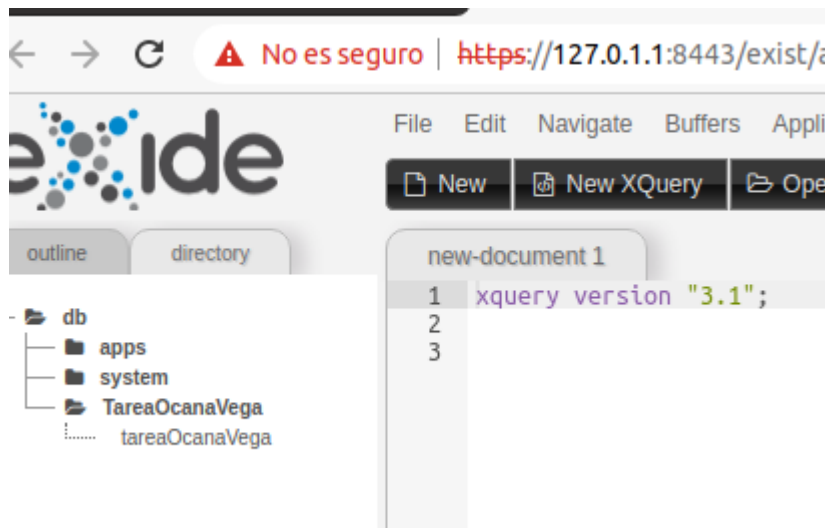 No es seguro | https://127.0.1.1:8443/exist/a
eXide
File Edit Navigate Buffers Appli
New New XQuery Ope
outline directory
new-document 1
1 xquery version "3.1";
2
3
db
apps
system
TareaOcanaVega
tareaOcanaVega